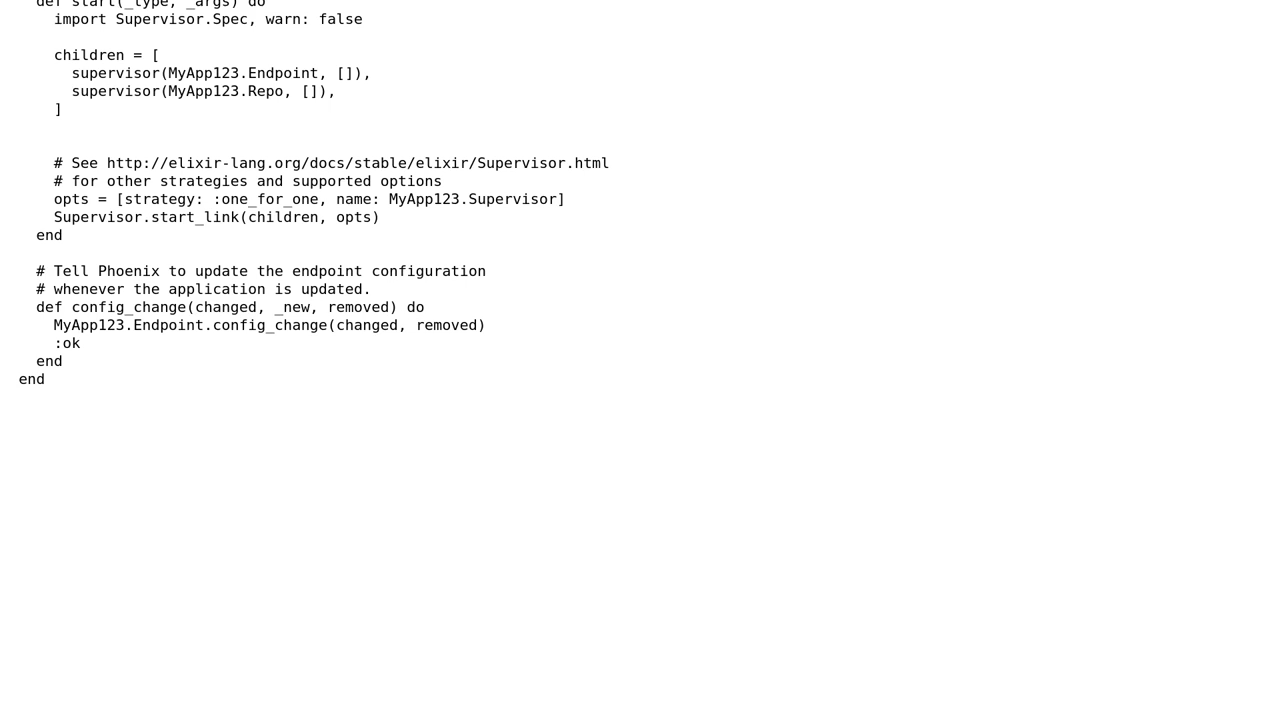 def start(_type, _args) do
    import Supervisor.Spec, warn: false

    children = [
      supervisor(MyApp123.Endpoint, []),
      supervisor(MyApp123.Repo, []),
    ]


    # See http://elixir-lang.org/docs/stable/elixir/Supervisor.html
    # for other strategies and supported options
    opts = [strategy: :one_for_one, name: MyApp123.Supervisor]
    Supervisor.start_link(children, opts)
  end

  # Tell Phoenix to update the endpoint configuration
  # whenever the application is updated.
  def config_change(changed, _new, removed) do
    MyApp123.Endpoint.config_change(changed, removed)
    :ok
  end
end